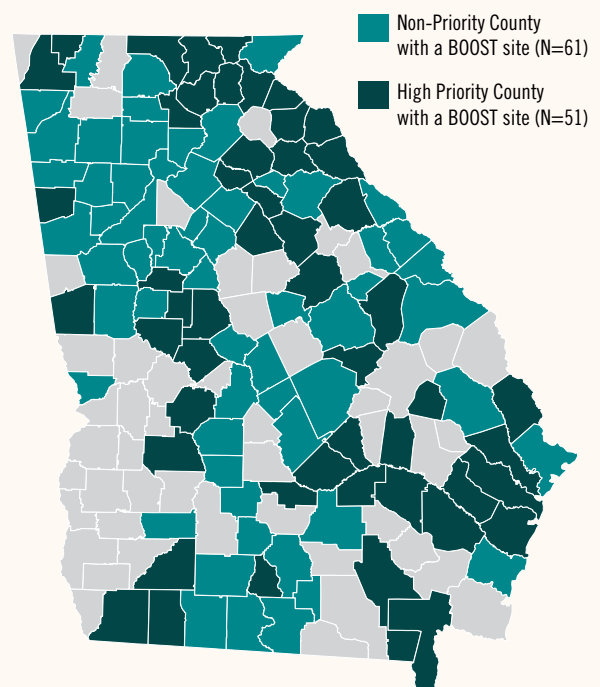 Non-Priority County
with a BOOST site (N=61)
High Priority County
with a BOOST site (N=51)